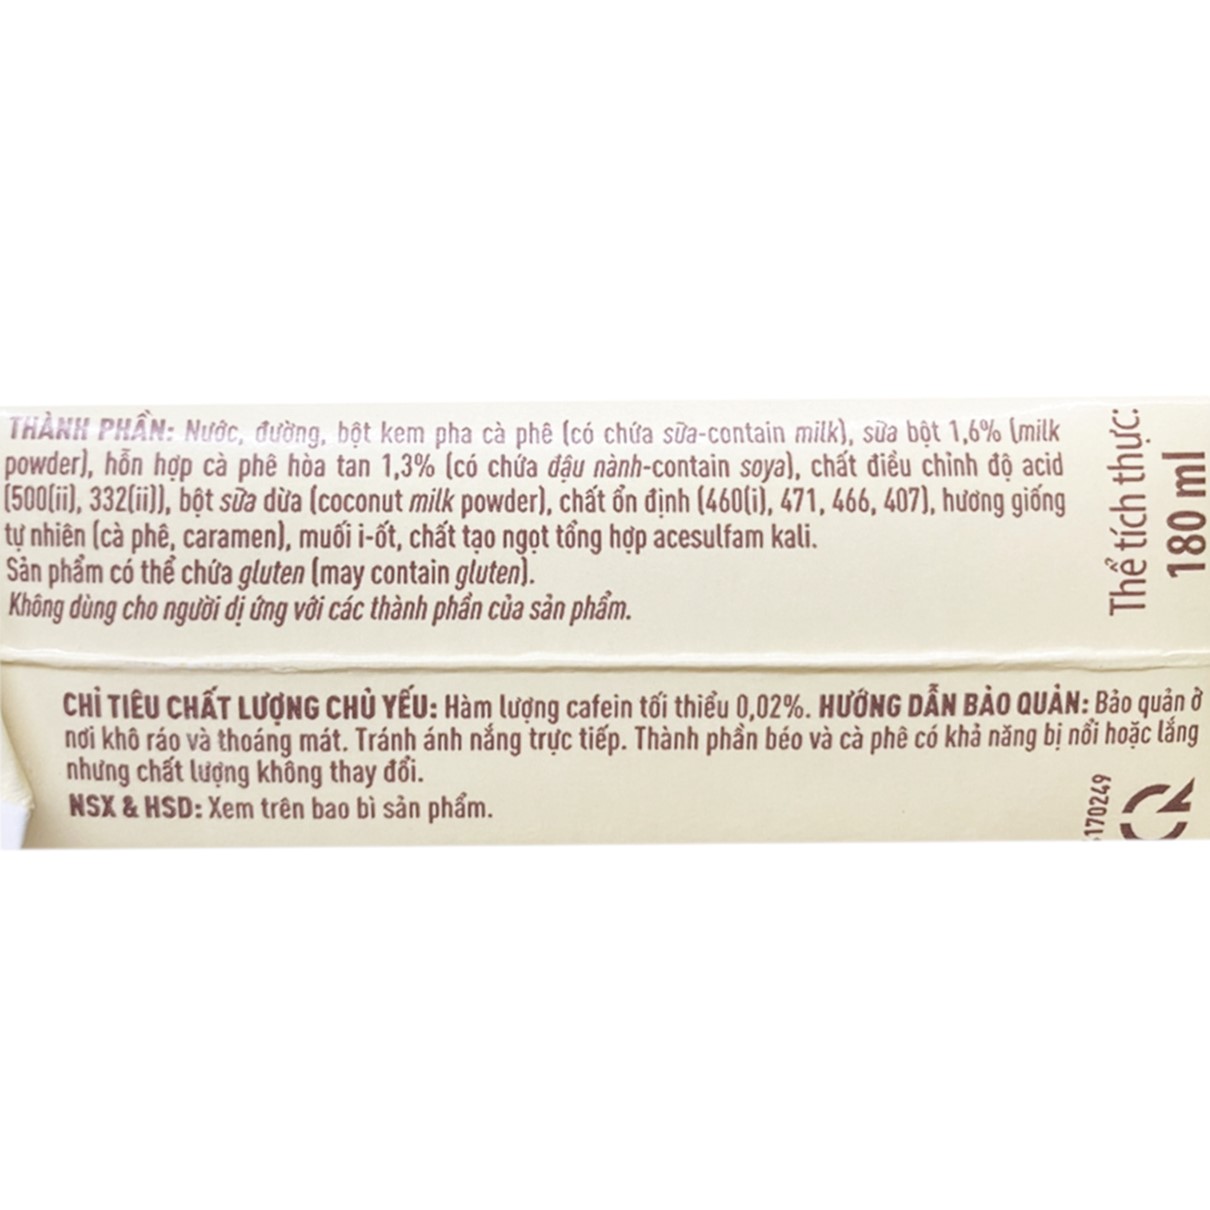 THÀNH PHẦN: Nước, đường, bột kem pha cà phê (có chứa sữa-contain milk), sữa bột 1,6% (milk
powder), hỗn hợp cà phê hòa tan 1,3% (có chứa đậu nành-contain soya), chất điều chỉnh độ acid
(500(ii), 332(ii)), bột sữa dừa (coconut milk powder), chất ổn định (460(i), 471, 466, 407), hương giống
tự nhiên (cà phê, caramen), muối i-ốt, chất tạo ngọt tổng hợp acesulfam kali.
Sản phẩm có thể chứa gluten (may contain gluten).
Không dùng cho người dị ứng với các thành phần của sản phẩm.
Thể tích thực:
180 ml
CHỈ TIÊU CHẤT LƯỢNG CHỦ YẾU: Hàm lượng cafein tối thiểu 0,02%. HƯỚNG DẪN BẢO QUẢN: Bảo quản ở
nơi khô ráo và thoáng mát. Tránh ánh nắng trực tiếp. Thành phần béo và cà phê có khả năng bị nổi hoặc lắng
nhưng chất lượng không thay đổi.
NSX & HSD: Xem trên bao bì sản phẩm.
170249